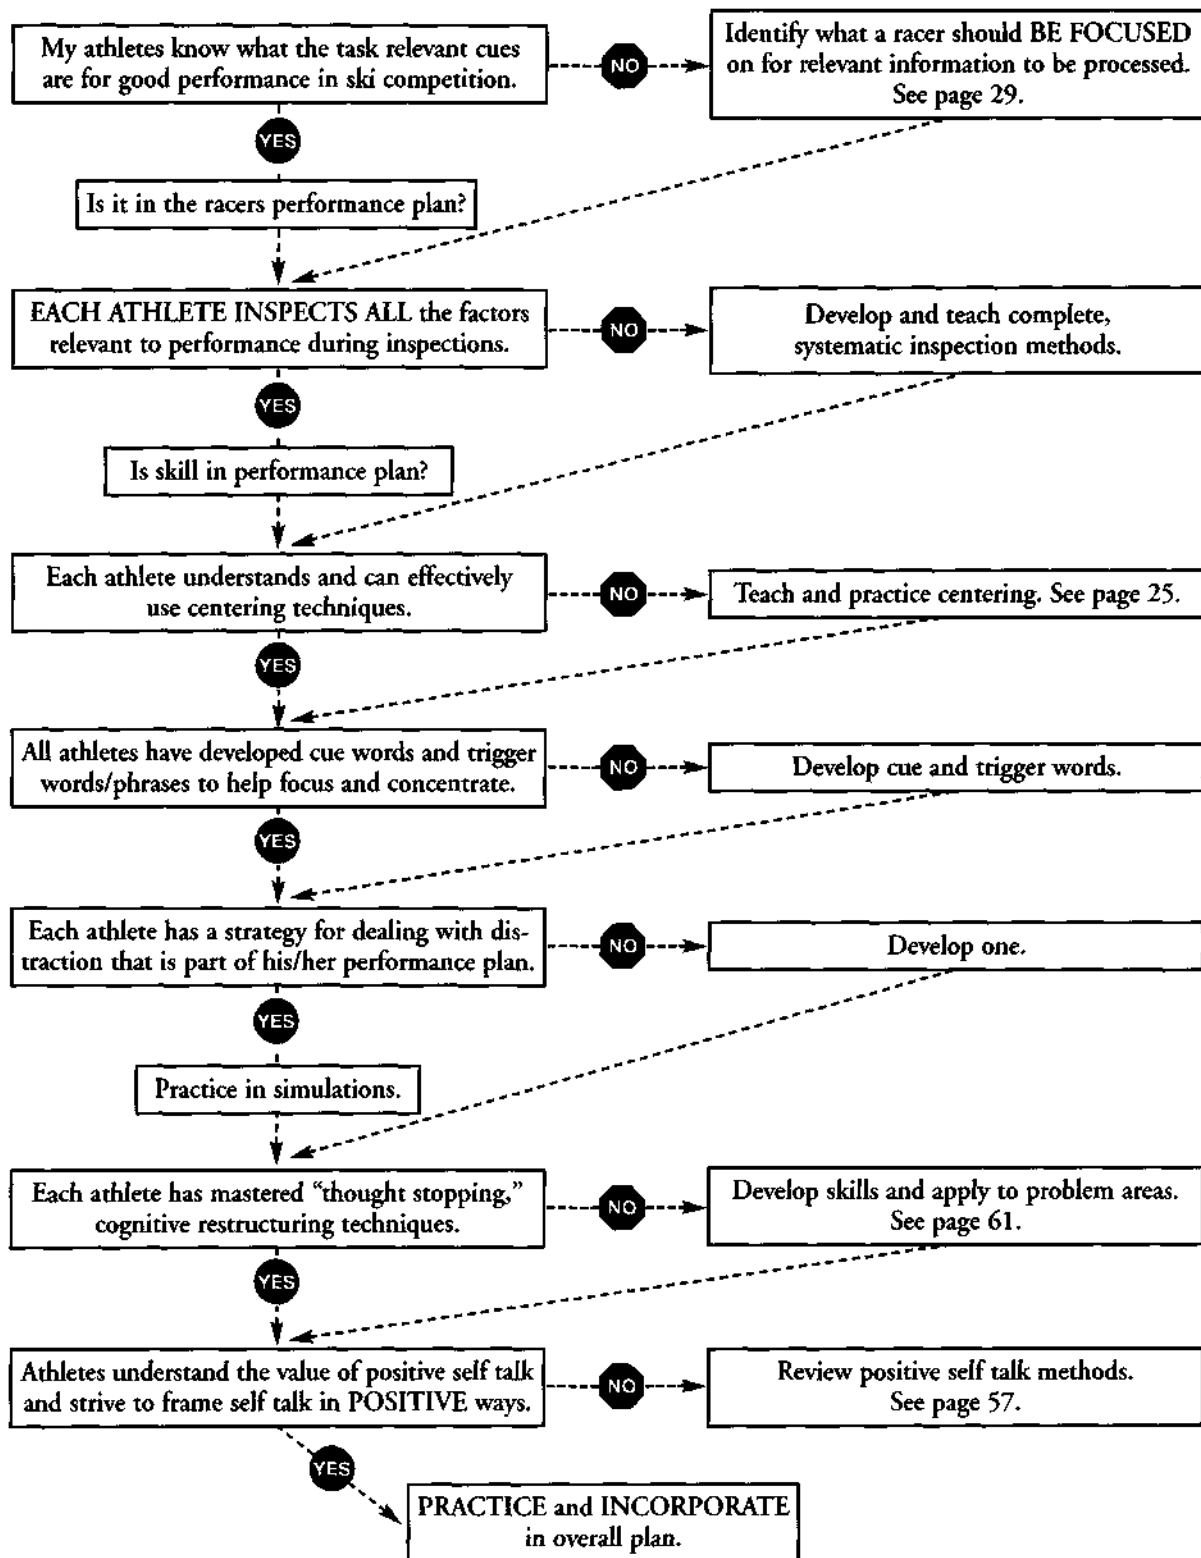 My athletes know what the task relevant cues
are for good performance in ski competition.
NO
Identify what a racer should BE FOCUSED
on for relevant information to be processed.
See page 29.
YES
Is it in the racers performance plan?
EACH ATHLETE INSPECTS ALL the factors
relevant to performance during inspections.
NO
Develop and teach complete,
systematic inspection methods.
YES
Is skill in performance plan?
Each athlete understands and can effectively
use centering techniques.
NO
Teach and practice centering. See page 25.
YES
All athletes have developed cue words and trigger
words/phrases to help focus and concentrate.
NO
Develop cue and trigger words.
YES
Each athlete has a strategy for dealing with dis-
traction that is part of his/her performance plan.
NO
Develop one.
YES
Practice in simulations.
Each athlete has mastered “thought stopping,”
cognitive restructuring techniques.
NO
Develop skills and apply to problem areas.
See page 61.
YES
Athletes understand the value of positive self talk
and strive to frame self talk in POSITIVE ways.
NO
Review positive self talk methods.
See page 57.
YES
PRACTICE and INCORPORATE
in overall plan.